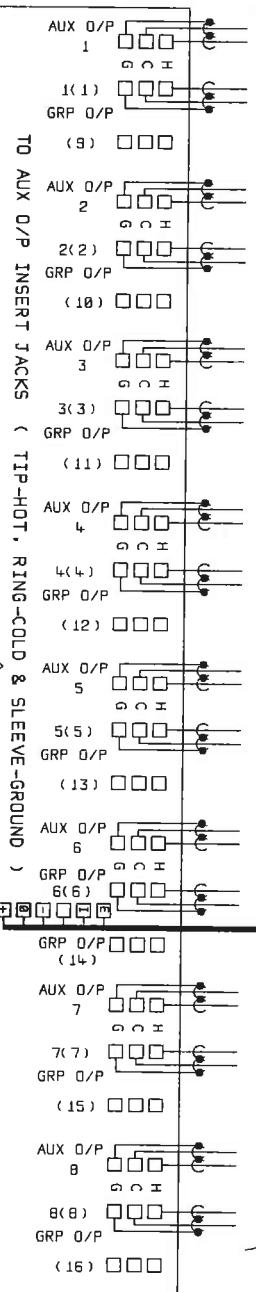 AUX O/P
1
G C H
1(1)
GRP O/P
(9)
AUX O/P
2
G C H
2(2)
GRP O/P
(10)
AUX O/P
3
G C H
3(3)
GRP O/P
(11)
AUX O/P
4
G C H
4(4)
GRP O/P
(12)
AUX O/P
5
G C H
5(5)
GRP O/P
(13)
AUX O/P
6
G C H
GRP O/P
6(6)
GRP O/P
(14)
AUX O/P
7
G C H
7(7)
GRP O/P
(15)
AUX O/P
8
G C H
8(8)
GRP O/P
(16)
TO AUX O/P INSERT JACKS ( TIP-HOT, RING-COLD & SLEEVE-GROUND )